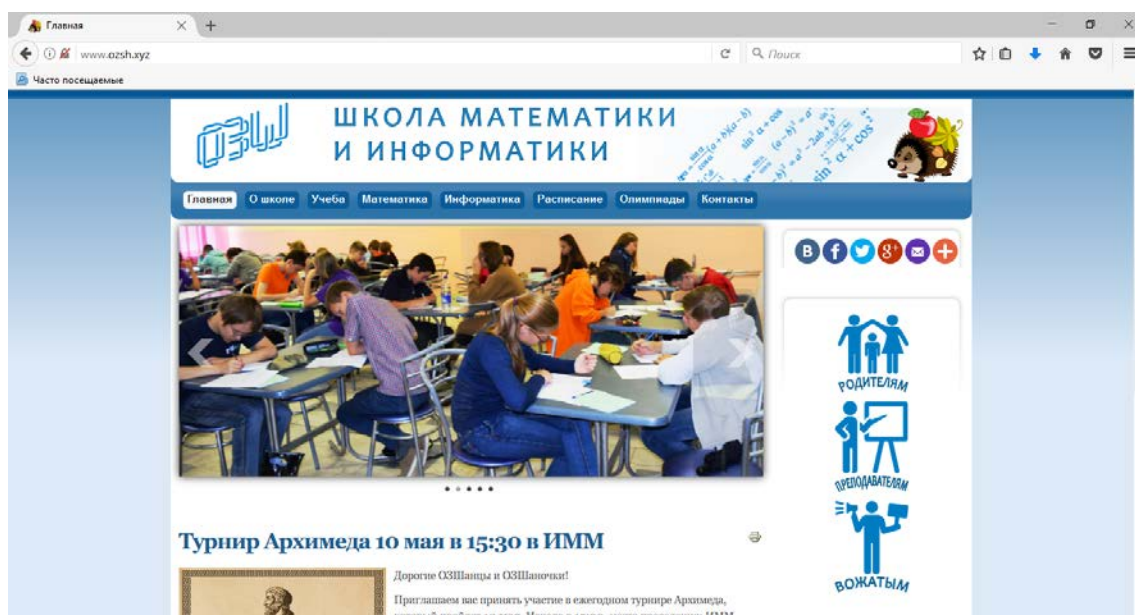 Главная
www.ozsh.xyz
Поиск
Часто посещаемые
ОЗШ
ШКОЛА МАТЕМАТИКИ
И ИНФОРМАТИКИ
Главная О школе Учеба Математика Информатика Расписание Олимпиады Контакты
РОДИТЕЛЯМ
ПРЕПОДАВАТЕЛЯМ
ВОЖАТЫМ
Турнир Архимеда 10 мая в 15:30 в ИММ
Дорогие ОЗШанцы и ОЗШаночки!
Приглашаем вас принять участие в ежегодном турнире Архимеда,